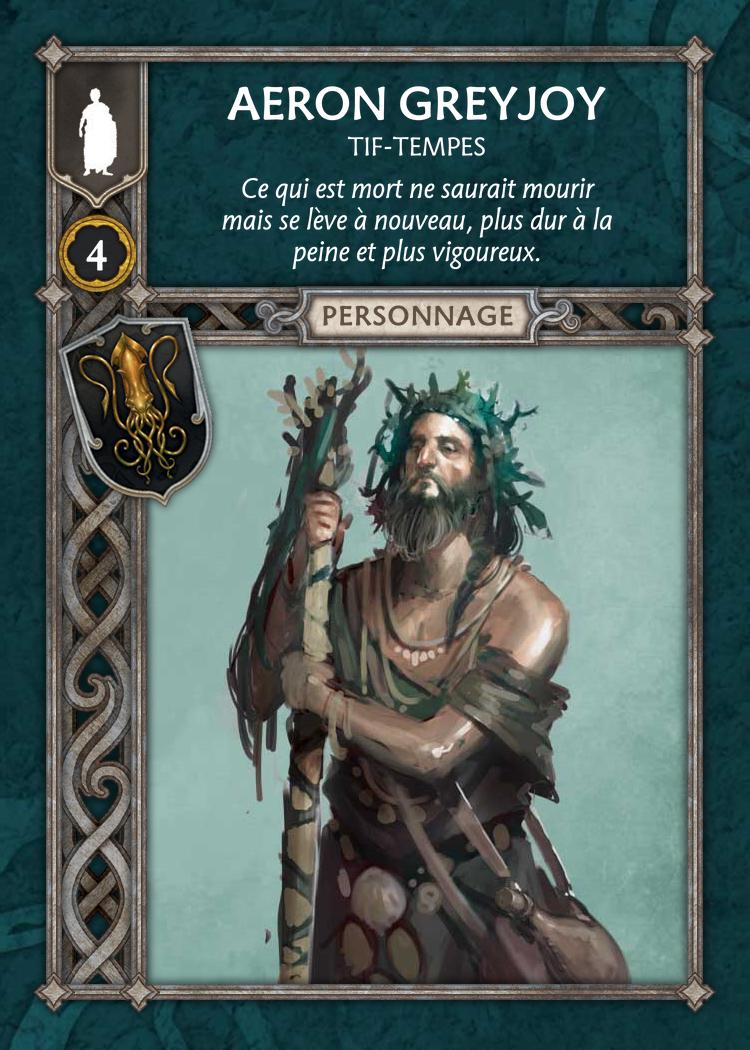 AERON GREYJOY
TIF-TEMPES
Ce qui est mort ne saurait mourir
mais se lève à nouveau, plus dur à la
peine et plus vigoureux.
4
PERSONNAGE